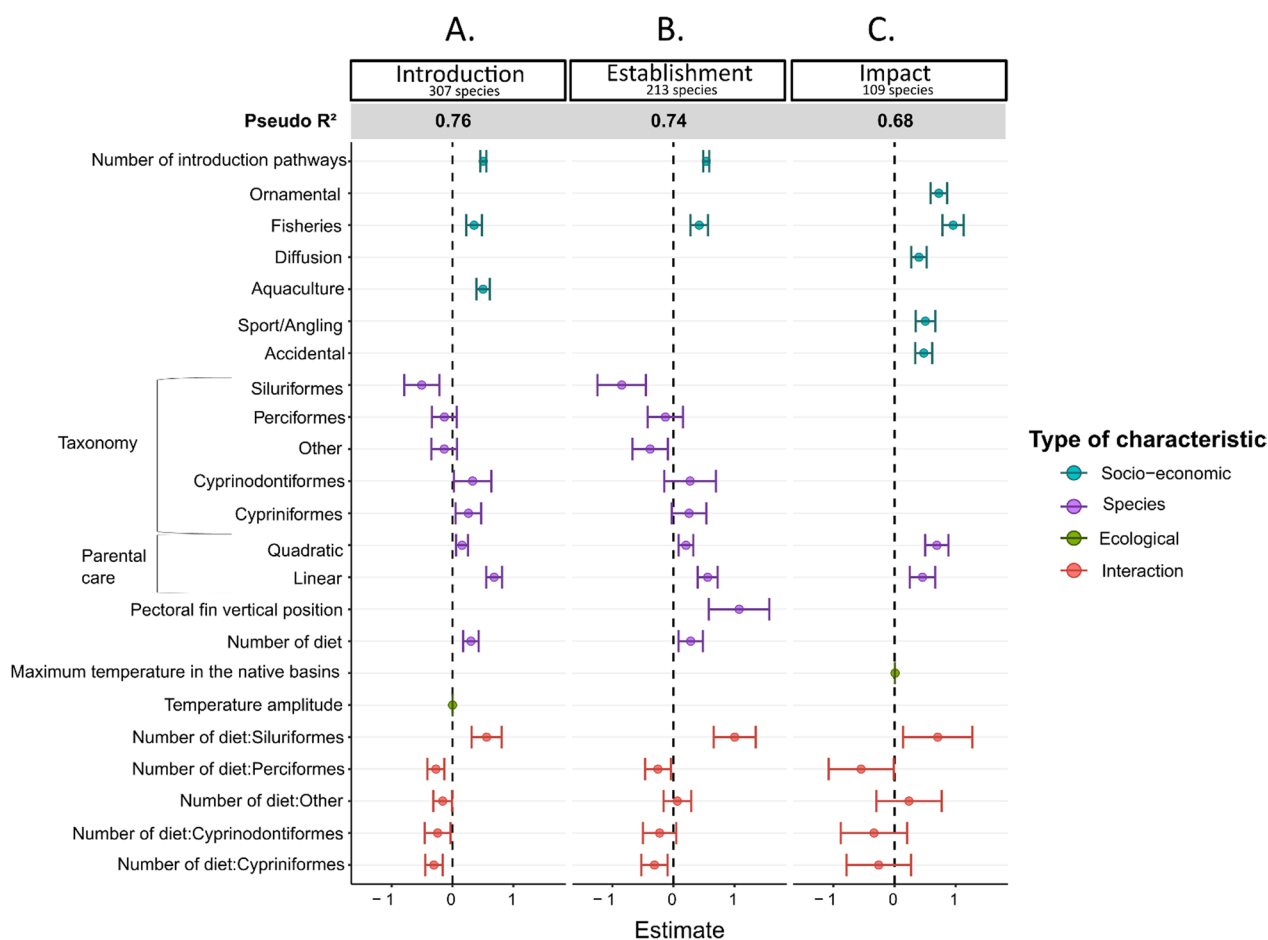 A.
B.
C.
Introduction
307 species
Establishment
213 species
Impact
109 species
Pseudo R²
0.76
0.74
0.68
Number of introduction pathways
Ornamental
Fisheries
Diffusion
Aquaculture
Sport/Angling
Accidental
Taxonomy
Siluriformes
Perciformes
Other
Cyprinodontiformes
Cypriniformes
Parental
care
Quadratic
Linear
Pectoral fin vertical position
Number of diet
Maximum temperature in the native basins
Temperature amplitude
Number of diet:Siluriformes
Number of diet:Perciformes
Number of diet:Other
Number of diet:Cyprinodontiformes
Number of diet:Cypriniformes
−1 0 1
−1 0 1
−1 0 1
Estimate
Type of characteristic
Socio−economic
Species
Ecological
Interaction